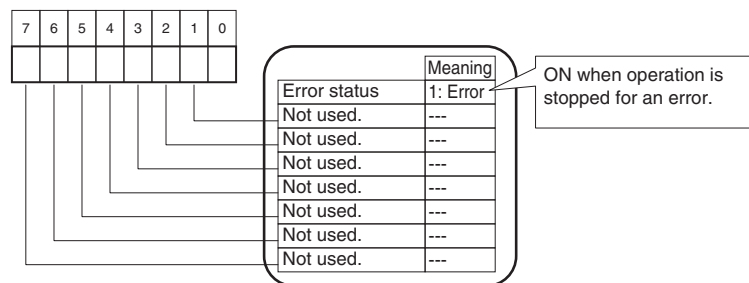 7 6 5 4 3 2 1 0
Meaning
Error status 1: Error
Not used. ---
Not used. ---
Not used. ---
Not used. ---
Not used. ---
Not used. ---
Not used. ---
ON when operation is
stopped for an error.